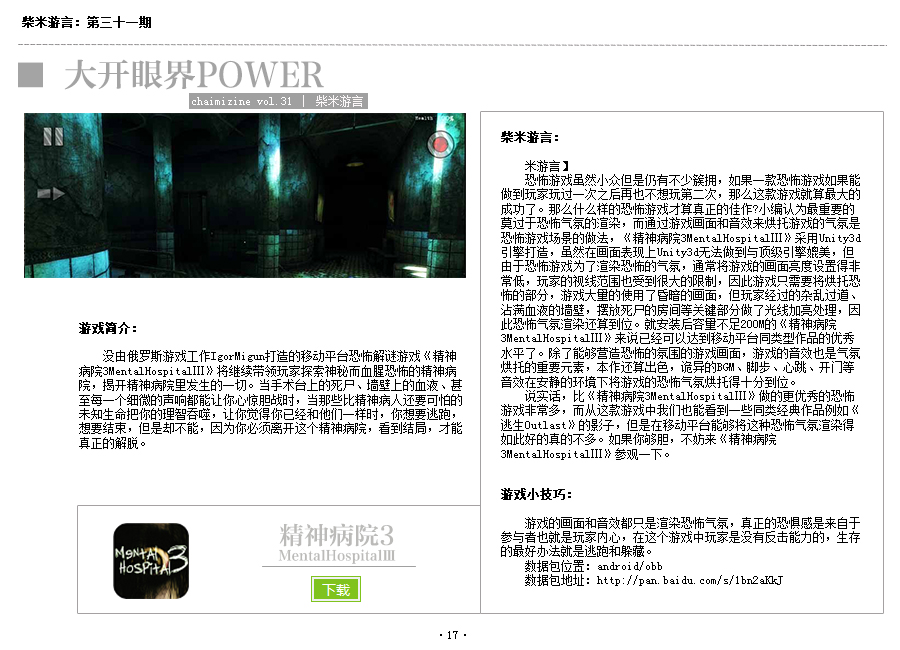 柴米游言：第三十一期
大开眼界POWER
chaimizine vol.31 | 柴米游言
游戏简介：
没由俄罗斯游戏工作IgorMigun打造的移动平台恐怖解谜游戏《精神
病院3MentalHospitalⅢ》将继续带领玩家探索神秘而血腥恐怖的精神病
院，揭开精神病院里发生的一切。当手术台上的死尸、墙壁上的血液、甚
至每一个细微的声响都能让你心惊胆战时，当那些比精神病人还要可怕的
未知生命把你的理智吞噬，让你觉得你已经和他们一样时，你想要逃跑，
想要结束，但是却不能，因为你必须离开这个精神病院，看到结局，才能
真正的解脱。
MENTAL
HOSPITAL 3
精神病院3
MentalHospitalⅢ
下载
柴米游言：
米游言】
恐怖游戏虽然小众但是仍有不少簇拥，如果一款恐怖游戏如果能
做到玩家玩过一次之后再也不想玩第二次，那么这款游戏就算最大的
成功了。那么什么样的恐怖游戏才算真正的佳作?小编认为最重要的
莫过于恐怖气氛的渲染，而通过游戏画面和音效来烘托游戏的气氛是
恐怖游戏场景的做法，《精神病院3MentalHospitalⅢ》采用Unity3d
引擎打造，虽然在画面表现上Unity3d无法做到与顶级引擎媲美，但
由于恐怖游戏为了渲染恐怖的气氛，通常将游戏的画面亮度设置得非
常低，玩家的视线范围也受到很大的限制，因此游戏只需要将烘托恐
怖的部分，游戏大量的使用了昏暗的画面，但玩家经过的杂乱过道、
沾满血液的墙壁，摆放死尸的房间等关键部分做了光线加亮处理，因
此恐怖气氛渲染还算到位。就安装后容量不足200M的《精神病院
3MentalHospitalⅢ》来说已经可以达到移动平台同类型作品的优秀
水平了。除了能够营造恐怖的氛围的游戏画面，游戏的音效也是气氛
烘托的重要元素，本作还算出色，诡异的BGM、脚步、心跳、开门等
音效在安静的环境下将游戏的恐怖气氛烘托得十分到位。
说实话，比《精神病院3MentalHospitalⅢ》做的更优秀的恐怖
游戏非常多，而从这款游戏中我们也能看到一些同类经典作品例如《
逃生Outlast》的影子，但是在移动平台能够将这种恐怖气氛渲染得
如此好的真的不多。如果你够胆，不妨来《精神病院
3MentalHospitalⅢ》参观一下。
游戏小技巧：
游戏的画面和音效都只是渲染恐怖气氛，真正的恐惧感是来自于
参与者也就是玩家内心，在这个游戏中玩家是没有反击能力的，生存
的最好办法就是逃跑和躲藏。
数据包位置：android/obb
数据包地址：http://pan.baidu.com/s/1bn2aKkJ
·17·